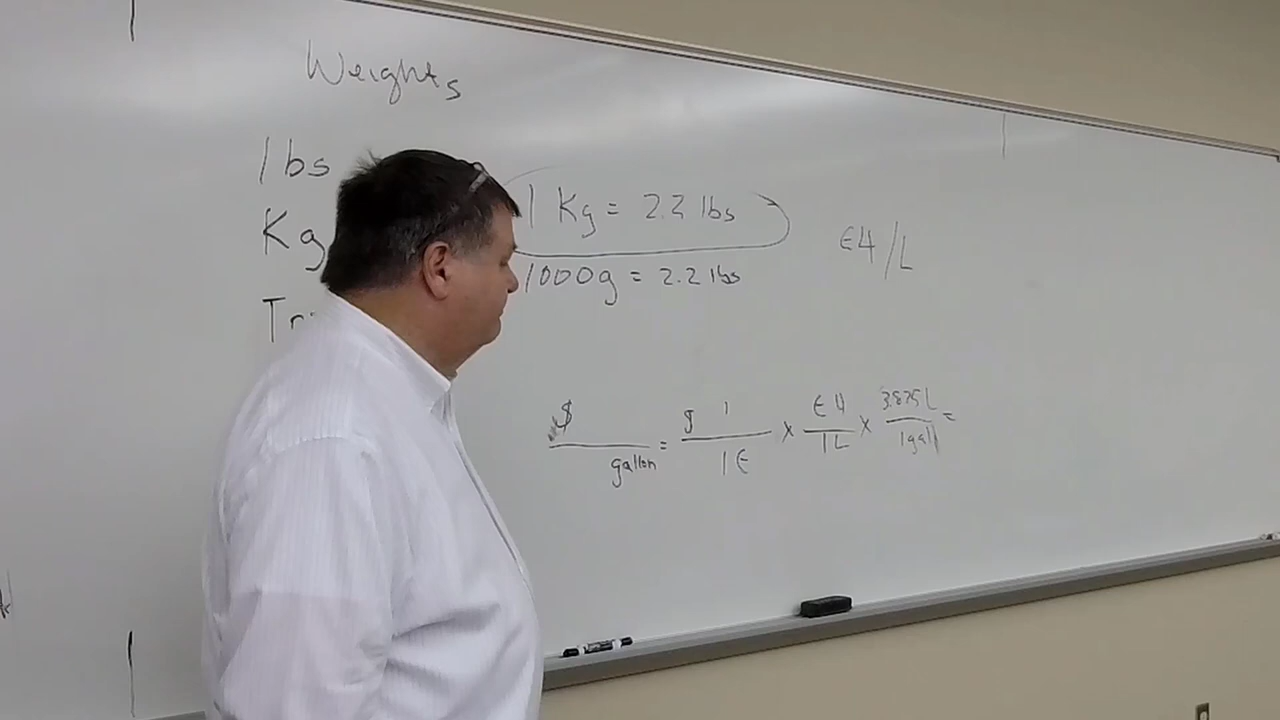 Weights
lbs
1 Kg = 2.2 lbs
Kg
€4/L
1000g = 2.2 lbs
$ / gallon = $ 1 / 1 € x €4 / 1L x 3.875 L / 1gal =